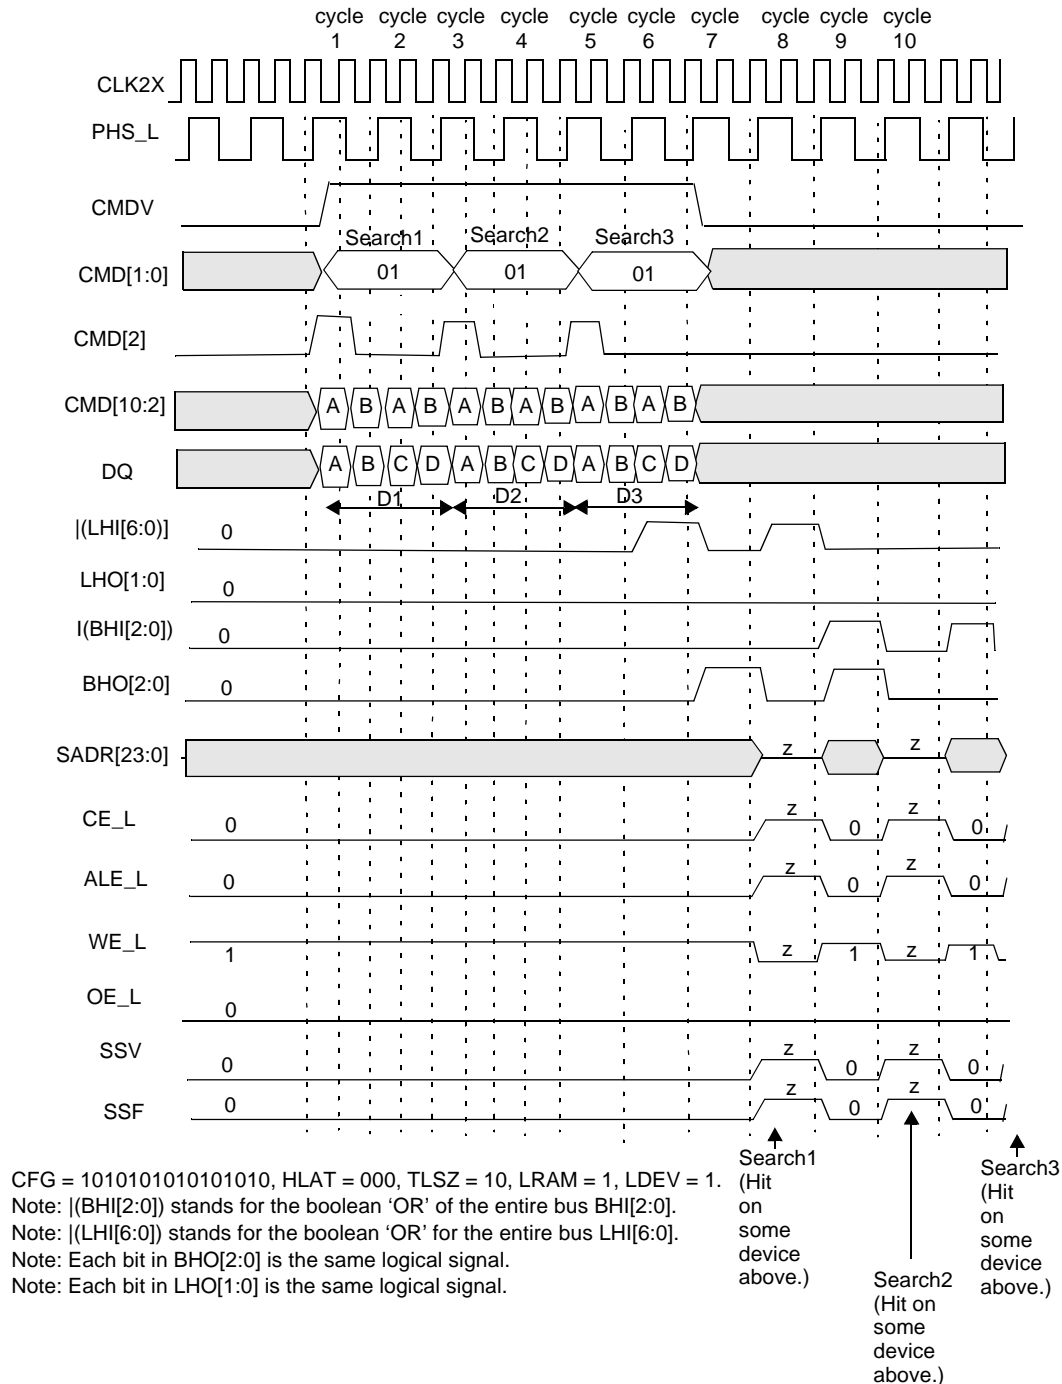 cycle cycle cycle cycle cycle cycle cycle cycle cycle cycle
1 2 3 4 5 6 7 8 9 10
CLK2X
PHS_L
CMDV
Search1 Search2 Search3
CMD[1:0] 01 01 01
CMD[2]
CMD[10:2] A B A B A B A B A B A B
DQ A B C D A B C D A B C D
D1 D2 D3
|(LHI[6:0)] 0
LHO[1:0] 0
I(BHI[2:0]) 0
BHO[2:0] 0
SADR[23:0] z z
CE_L 0 z 0 z 0
ALE_L 0 z 0 z 0
WE_L 1 z 1 z 1
OE_L 0
SSV 0 z 0 z 0
SSF 0 z 0 z 0
CFG = 1010101010101010, HLAT = 000, TLSZ = 10, LRAM = 1, LDEV = 1.
Note: |(BHI[2:0]) stands for the boolean ‘OR’ of the entire bus BHI[2:0].
Note: |(LHI[6:0]) stands for the boolean ‘OR’ for the entire bus LHI[6:0].
Note: Each bit in BHO[2:0] is the same logical signal.
Note: Each bit in LHO[1:0] is the same logical signal.
Search1
(Hit
on
some
device
above.)
Search2
(Hit on
some
device
above.)
Search3
(Hit
on
some
device
above.)